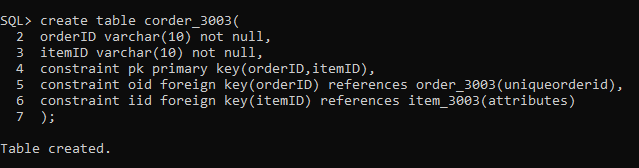 SQL> create table corder_3003(
2 orderID varchar(10) not null,
3 itemID varchar(10) not null,
4 constraint pk primary key(orderID,itemID),
5 constraint oid foreign key(orderID) references order_3003(uniqueorderid),
6 constraint iid foreign key(itemID) references item_3003(attributes)
7 );
Table created.